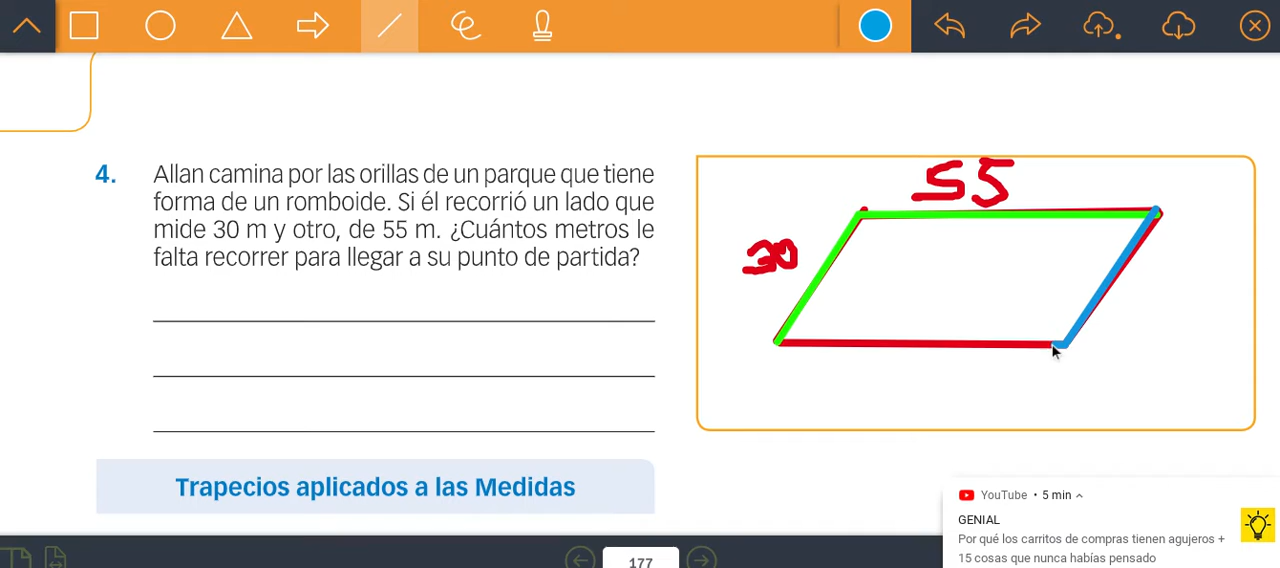 4. Allan camina por las orillas de un parque que tiene
forma de un romboide. Si él recorrió un lado que
mide 30 m y otro, de 55 m. ¿Cuántos metros le
falta recorrer para llegar a su punto de partida?
55
30
Trapecios aplicados a las Medidas
YouTube • 5 min
GENIAL
Por qué los carritos de compras tienen agujeros +
15 cosas que nunca habías pensado
177